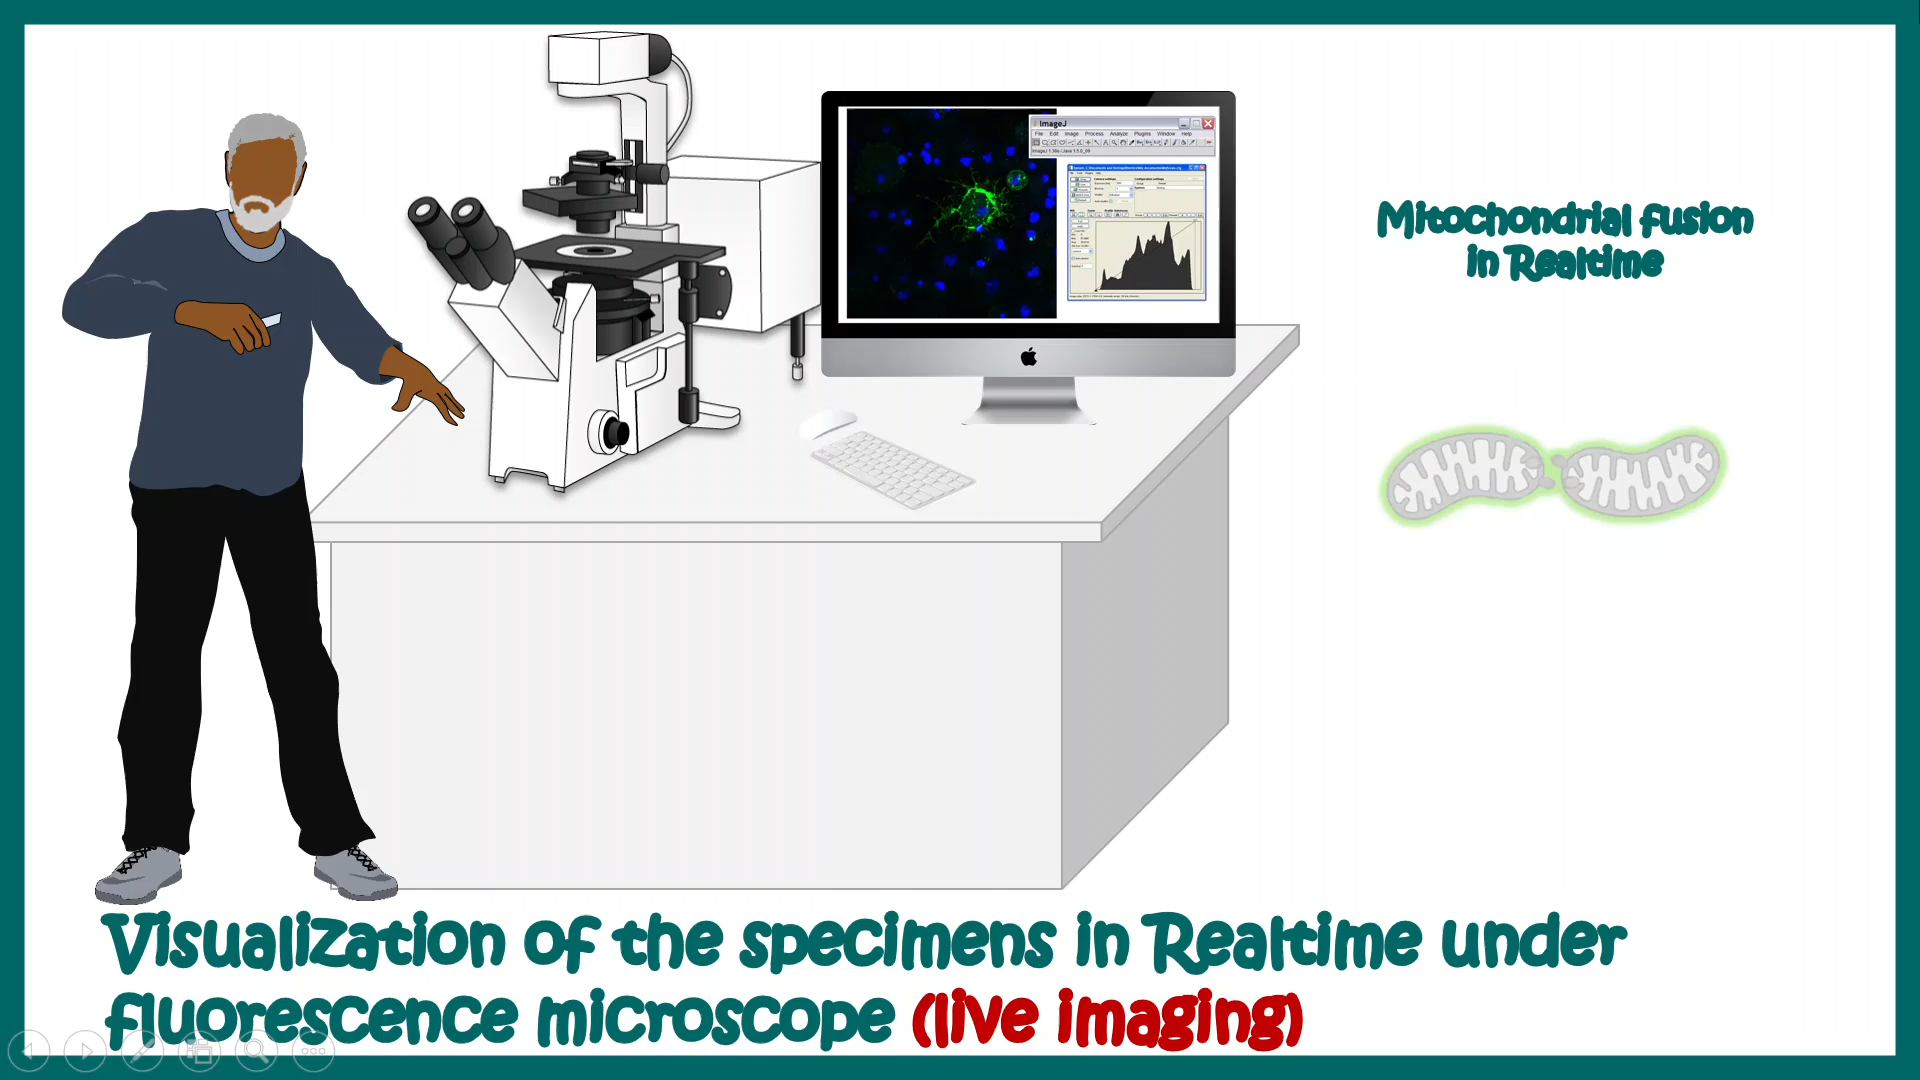 ImageJ
File Edit Image Process Analyze Plugins Window Help
Mitochondrial fusion
in Realtime
Visualization of the specimens in Realtime under
fluorescence microscope (live imaging)